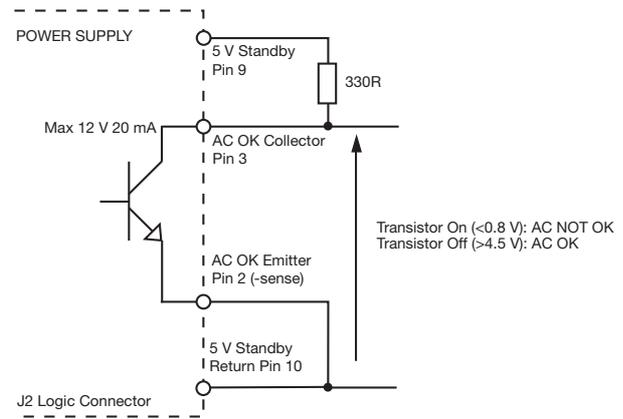 POWER SUPPLY
5 V Standby
Pin 9
330R
Max 12 V 20 mA
AC OK Collector
Pin 3
Transistor On (<0.8 V): AC NOT OK
Transistor Off (>4.5 V): AC OK
AC OK Emitter
Pin 2 (-sense)
5 V Standby
Return Pin 10
J2 Logic Connector